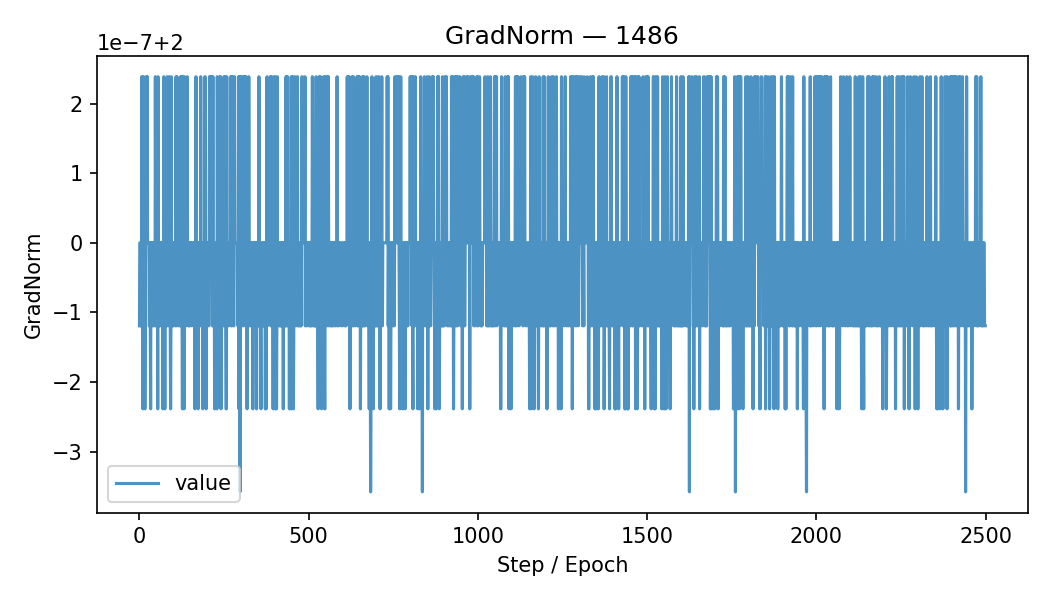 GradNorm — 1486
1e−7+2
2
1
0
−1
−2
−3
GradNorm
value
0 500 1000 1500 2000 2500
Step / Epoch